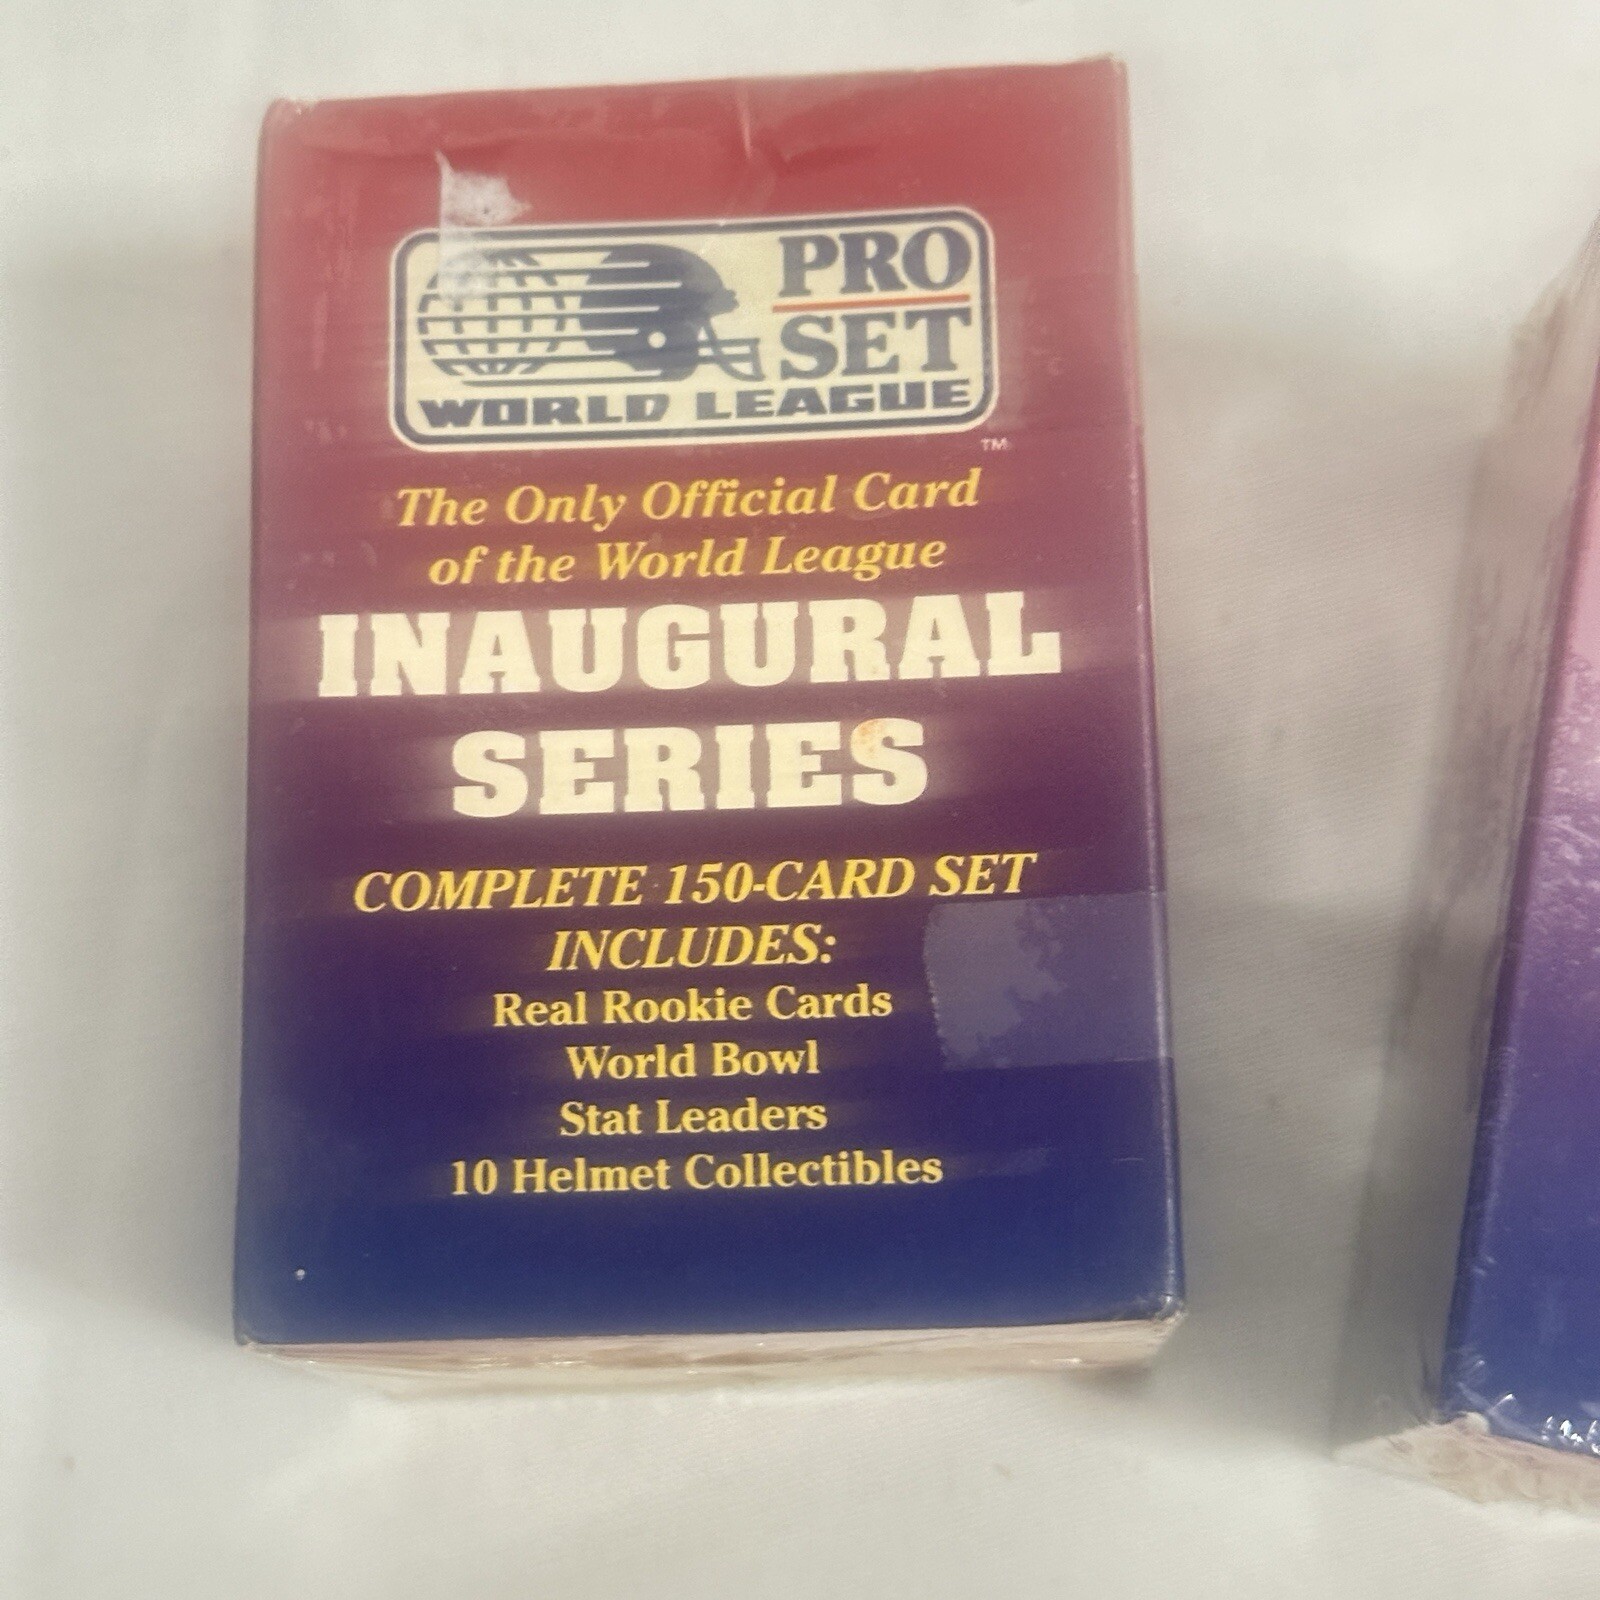 PRO
SET
WORLD LEAGUE
TM
The Only Official Card
of the World League
INAUGURAL
SERIES
COMPLETE 150-CARD SET
INCLUDES:
Real Rookie Cards
World Bowl
Stat Leaders
10 Helmet Collectibles